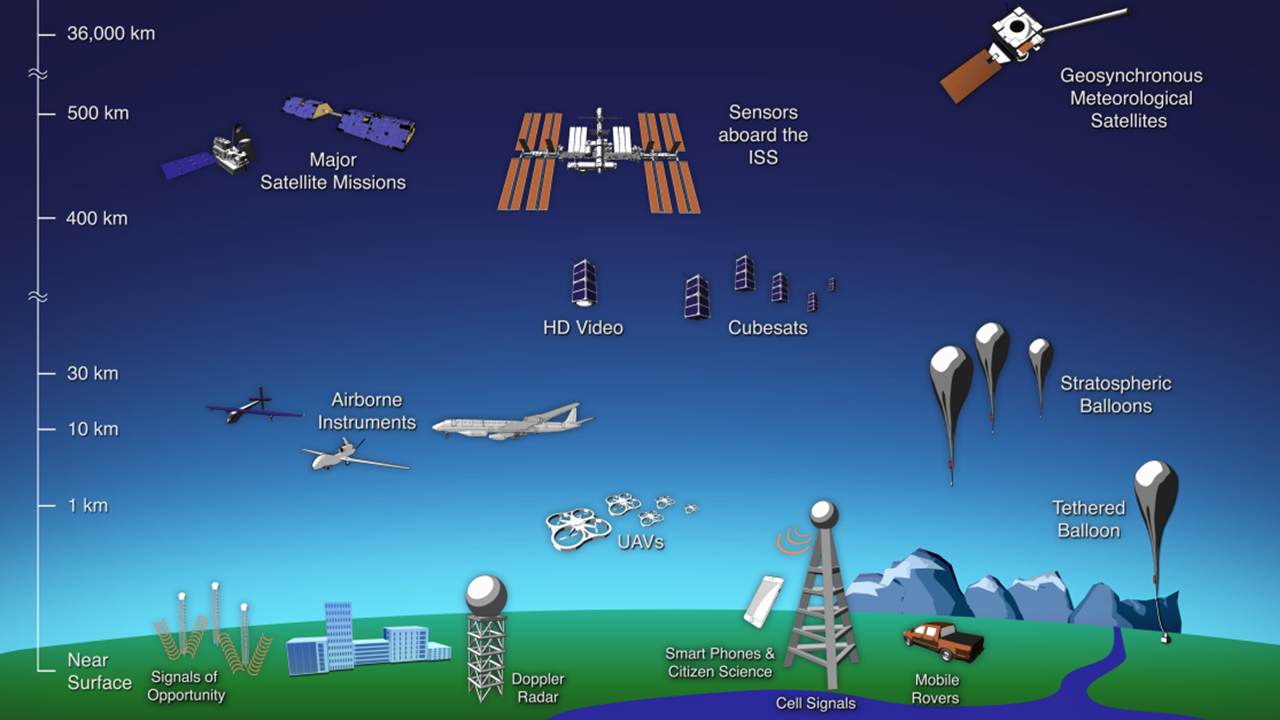 36,000 km
Geosynchronous
Meteorological
Satellites
500 km
Sensors
aboard the
ISS
Major
Satellite Missions
400 km
HD Video
Cubesats
30 km
Stratospheric
Balloons
Airborne
Instruments
10 km
1 km
Tethered
Balloon
UAVs
Near
Surface
Signals of
Opportunity
Doppler
Radar
Smart Phones &
Citizen Science
Cell Signals
Mobile
Rovers